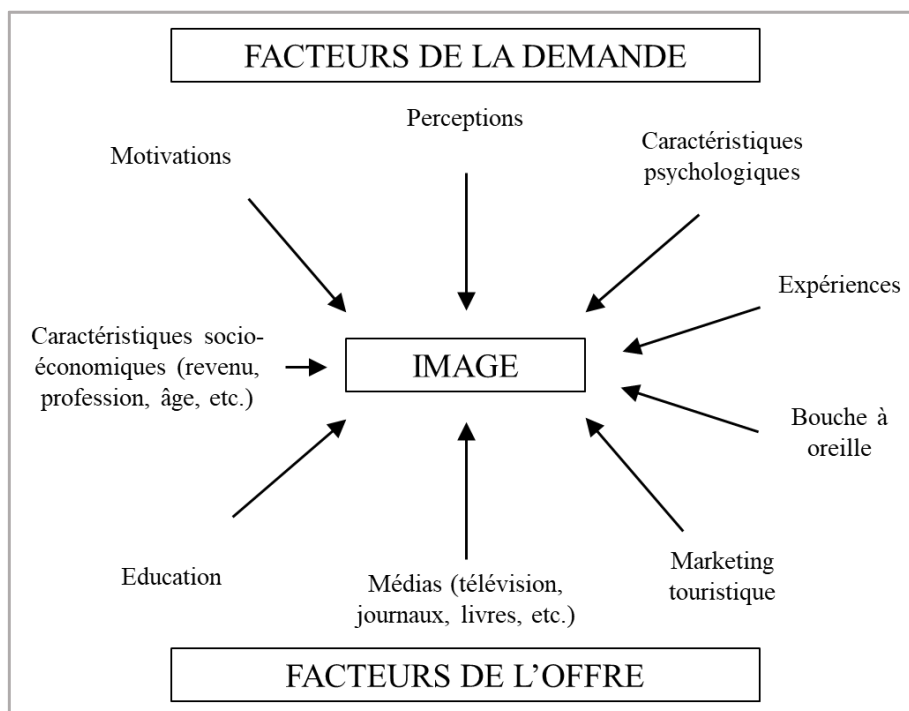 FACTEURS DE LA DEMANDE
Perceptions
Motivations
Caractéristiques
psychologiques
Expériences
Caractéristiques socio-
économiques (revenu,
profession, âge, etc.)
IMAGE
Bouche à
oreille
Education
Médias (télévision,
journaux, livres, etc.)
Marketing
touristique
FACTEURS DE L’OFFRE